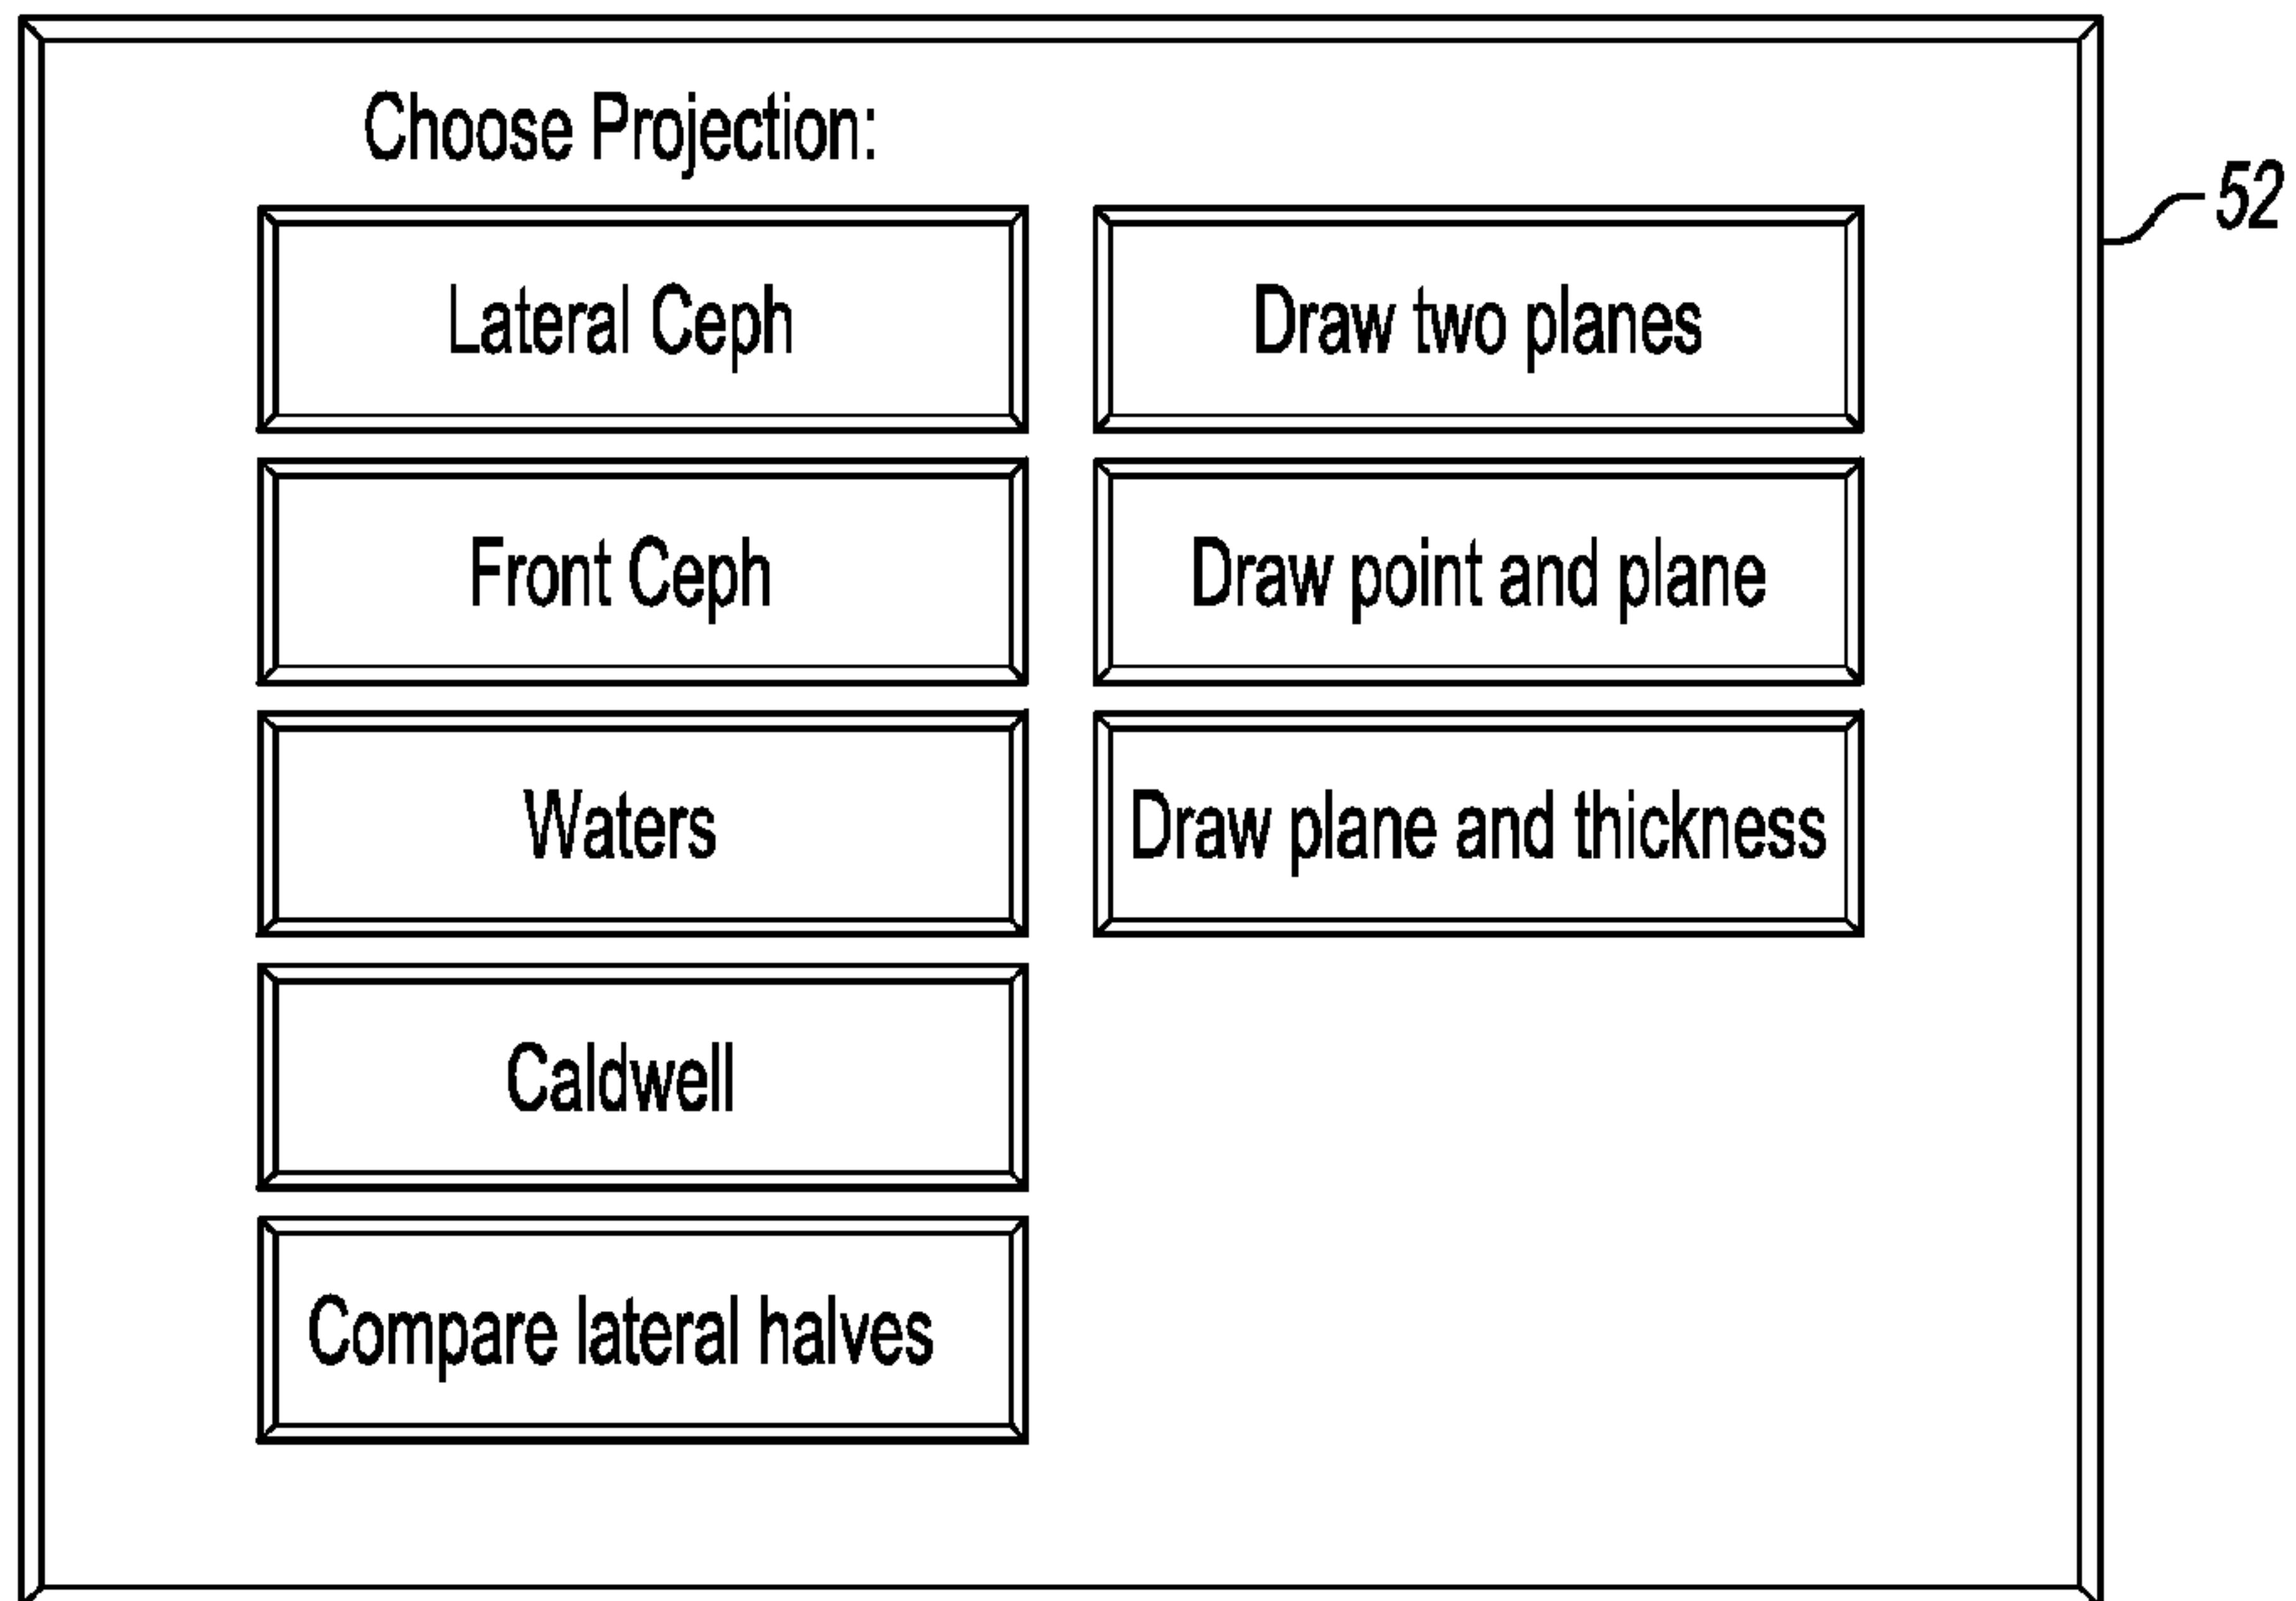 Choose Projection:
Lateral Ceph
Front Ceph
Waters
Caldwell
Compare lateral halves
Draw two planes
Draw point and plane
Draw plane and thickness
52